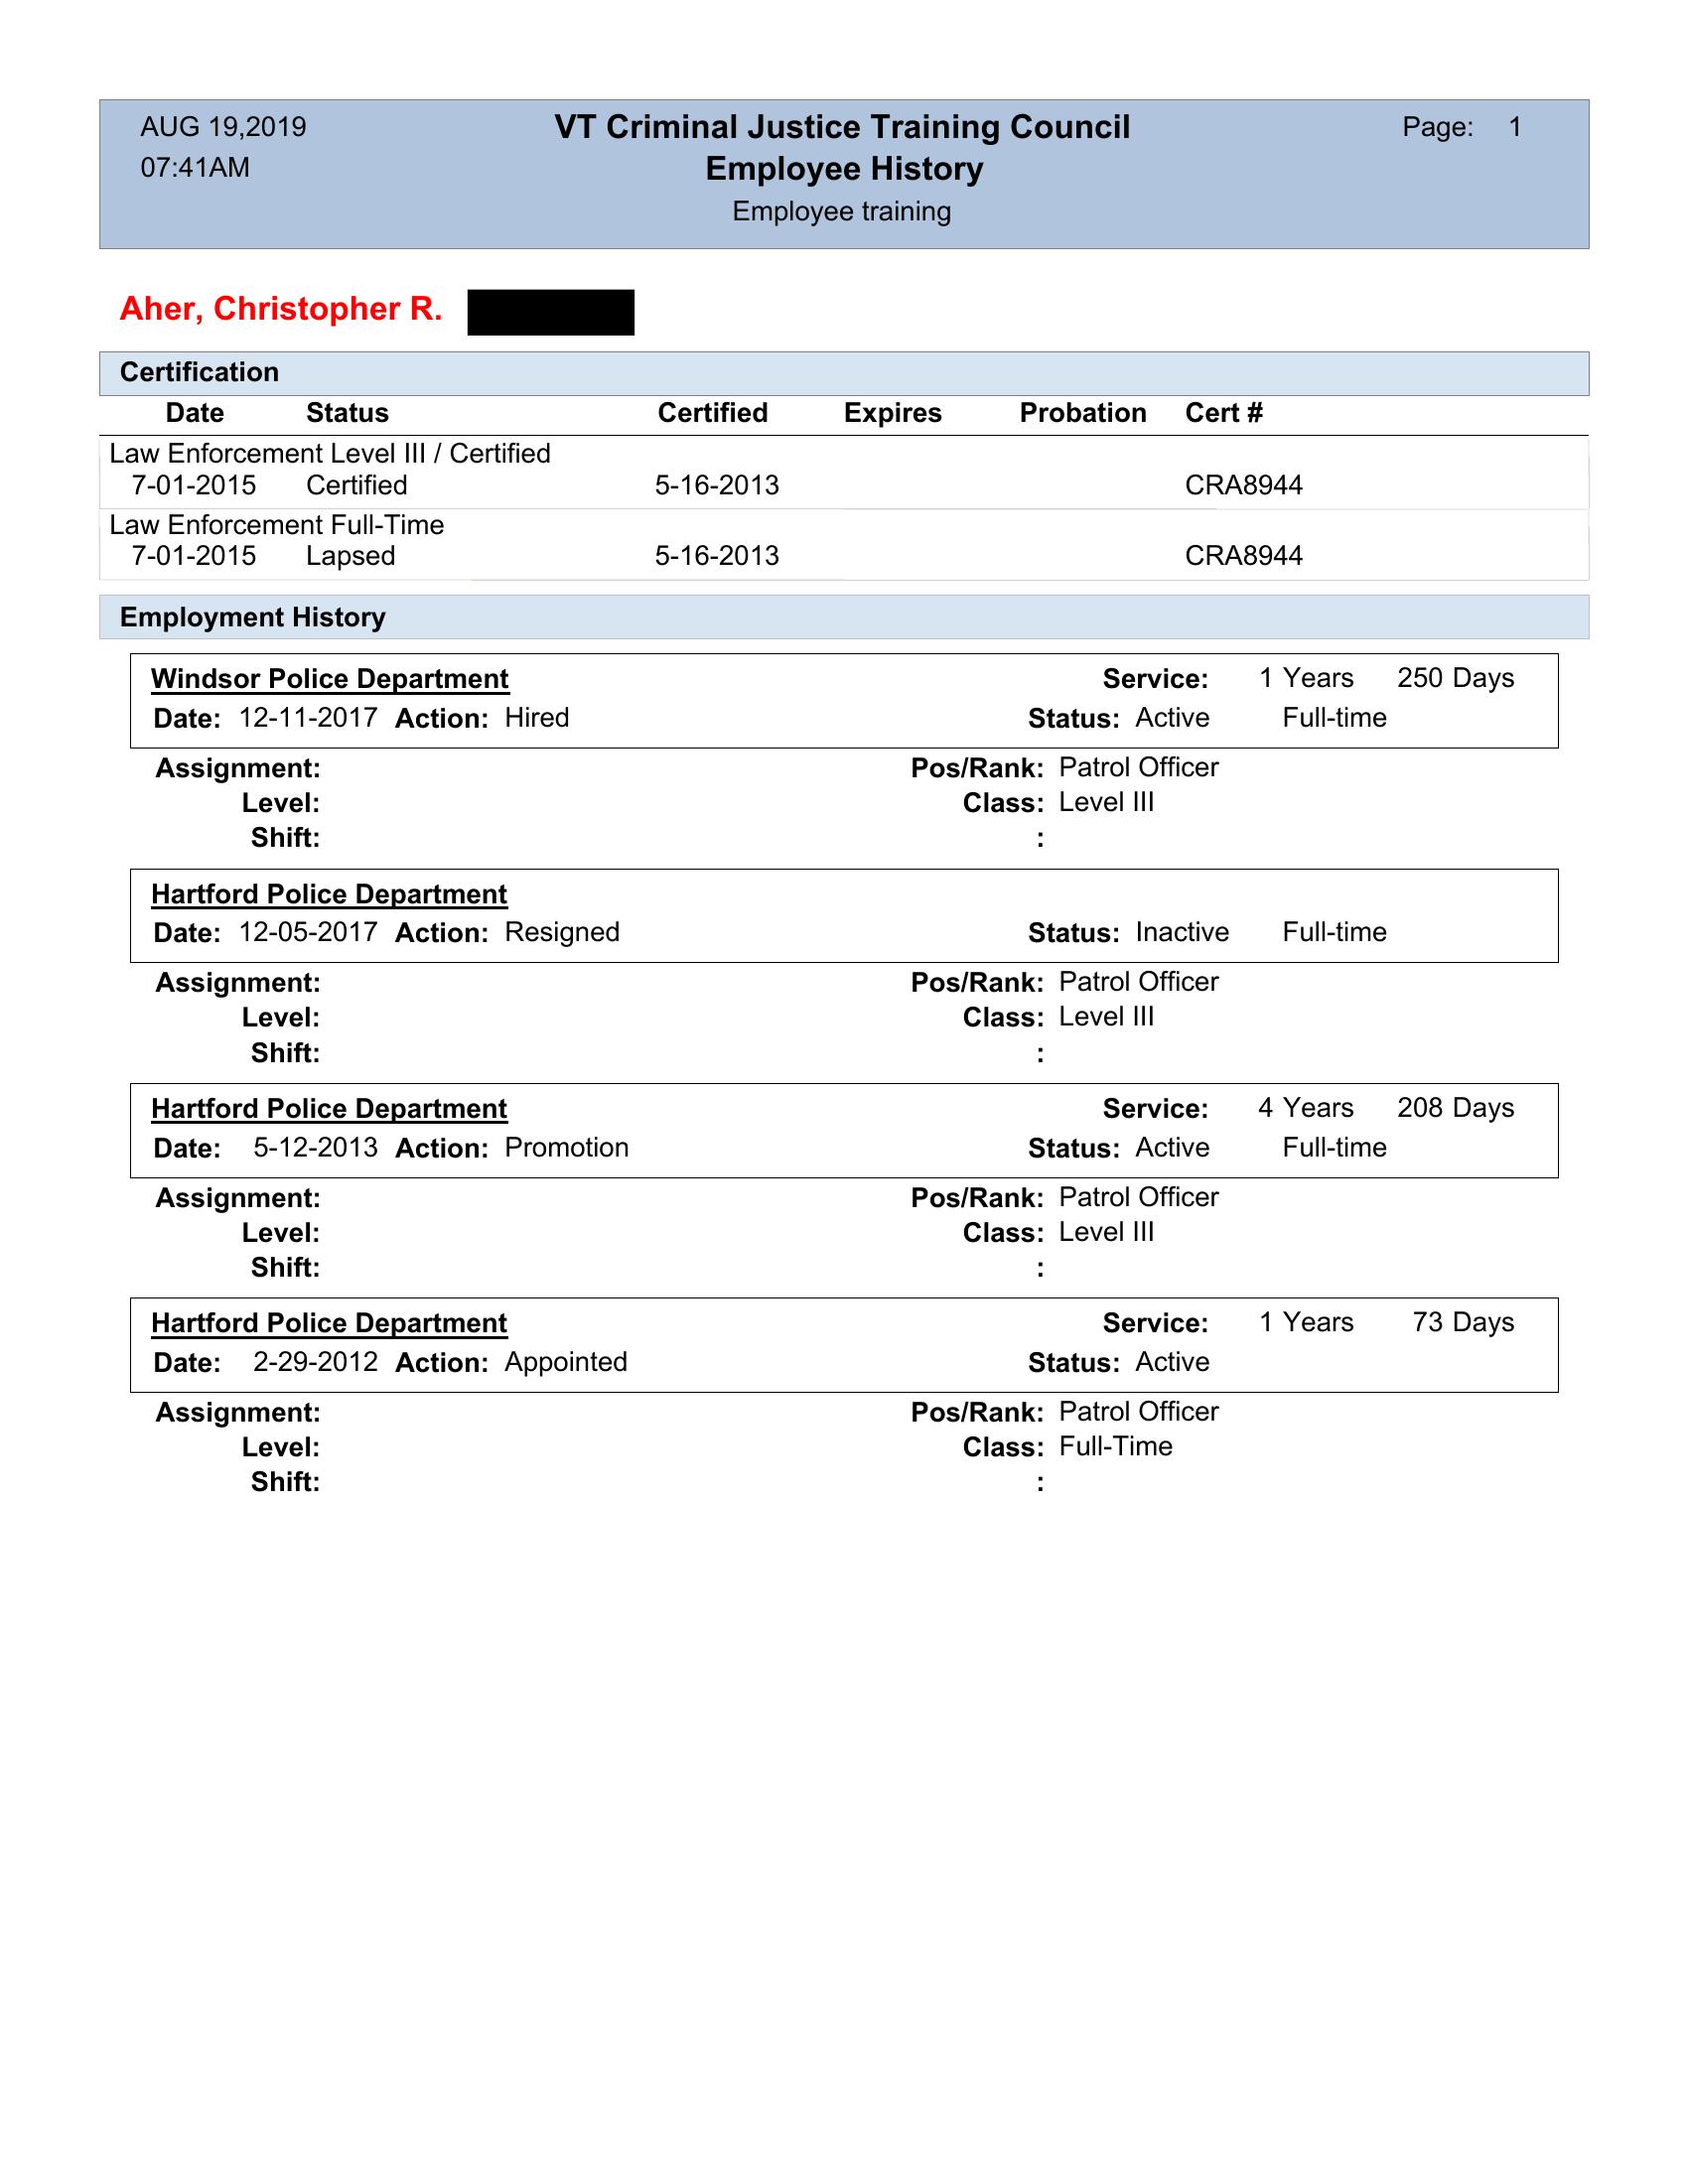 AUG 19,2019 VT Criminal Justice Training Council Page: 1
07:41AM Employee History
Employee training
Aher, Christopher R.
Certification
Date Status Certified Expires Probation Cert #
Law Enforcement Level III / Certified
7-01-2015 Certified 5-16-2013 CRA8944
Law Enforcement Full-Time
7-01-2015 Lapsed 5-16-2013 CRA8944
Employment History
Windsor Police Department Service: 1 Years 250 Days
Date: 12-11-2017 Action: Hired Status: Active Full-time
Assignment: Pos/Rank: Patrol Officer
Level: Class: Level III
Shift: :
Hartford Police Department
Date: 12-05-2017 Action: Resigned Status: Inactive Full-time
Assignment: Pos/Rank: Patrol Officer
Level: Class: Level III
Shift: :
Hartford Police Department Service: 4 Years 208 Days
Date: 5-12-2013 Action: Promotion Status: Active Full-time
Assignment: Pos/Rank: Patrol Officer
Level: Class: Level III
Shift: :
Hartford Police Department Service: 1 Years 73 Days
Date: 2-29-2012 Action: Appointed Status: Active
Assignment: Pos/Rank: Patrol Officer
Level: Class: Full-Time
Shift: :